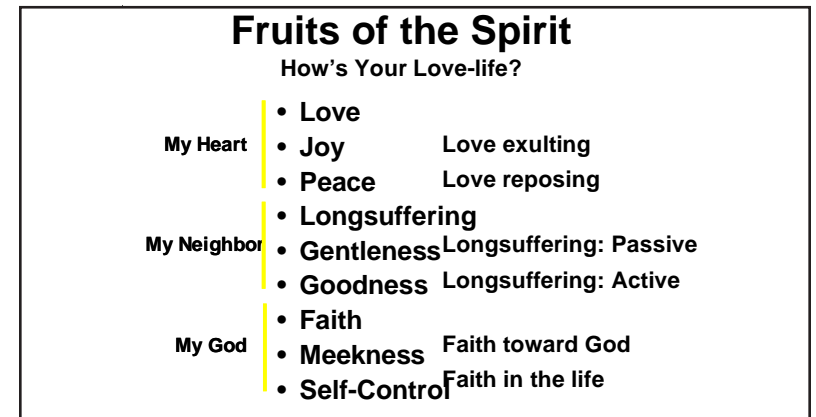 Fruits of the Spirit
How's Your Love-life?
• Love
My Heart • Joy Love exulting
• Peace Love reposing
• Longsuffering
My Neighbor • Gentleness Longsuffering: Passive
• Goodness Longsuffering: Active
• Faith
My God • Meekness Faith toward God
• Self-Control Faith in the life